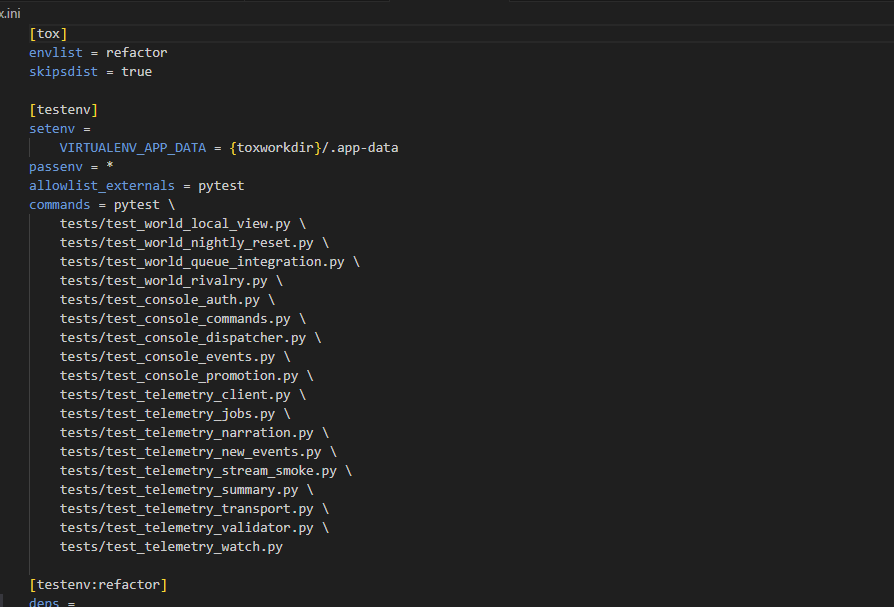 x.ini
[tox]
envlist = refactor
skipsdist = true
[testenv]
setenv =
VIRTUALENV_APP_DATA = {toxworkdir}/.app-data
passenv = *
allowlist_externals = pytest
commands = pytest \
tests/test_world_local_view.py \
tests/test_world_nightly_reset.py \
tests/test_world_queue_integration.py \
tests/test_world_rivalry.py \
tests/test_console_auth.py \
tests/test_console_commands.py \
tests/test_console_dispatcher.py \
tests/test_console_events.py \
tests/test_console_promotion.py \
tests/test_telemetry_client.py \
tests/test_telemetry_jobs.py \
tests/test_telemetry_narration.py \
tests/test_telemetry_new_events.py \
tests/test_telemetry_stream_smoke.py \
tests/test_telemetry_summary.py \
tests/test_telemetry_transport.py \
tests/test_telemetry_validator.py \
tests/test_telemetry_watch.py
[testenv:refactor]
deps =